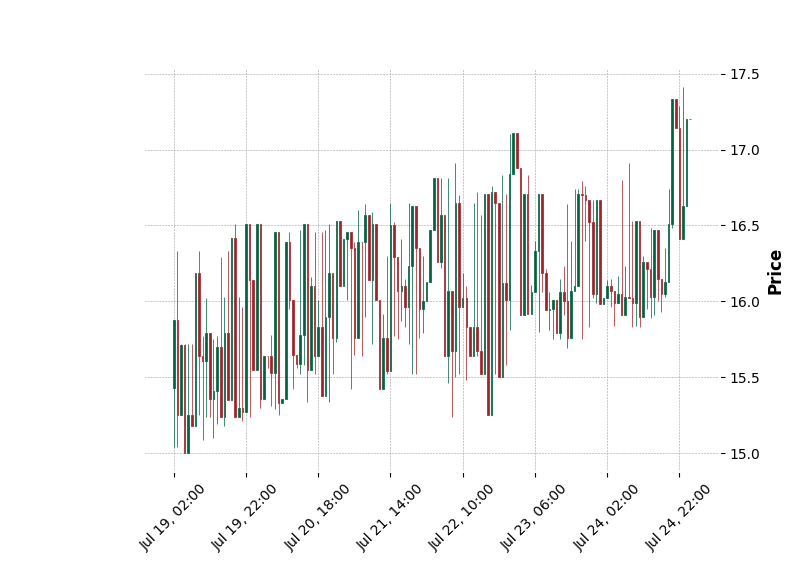 17.5
17.0
16.5
16.0
15.5
15.0
Price
Jul 19, 02:00
Jul 19, 22:00
Jul 20, 18:00
Jul 21, 14:00
Jul 22, 10:00
Jul 23, 06:00
Jul 24, 02:00
Jul 24, 22:00